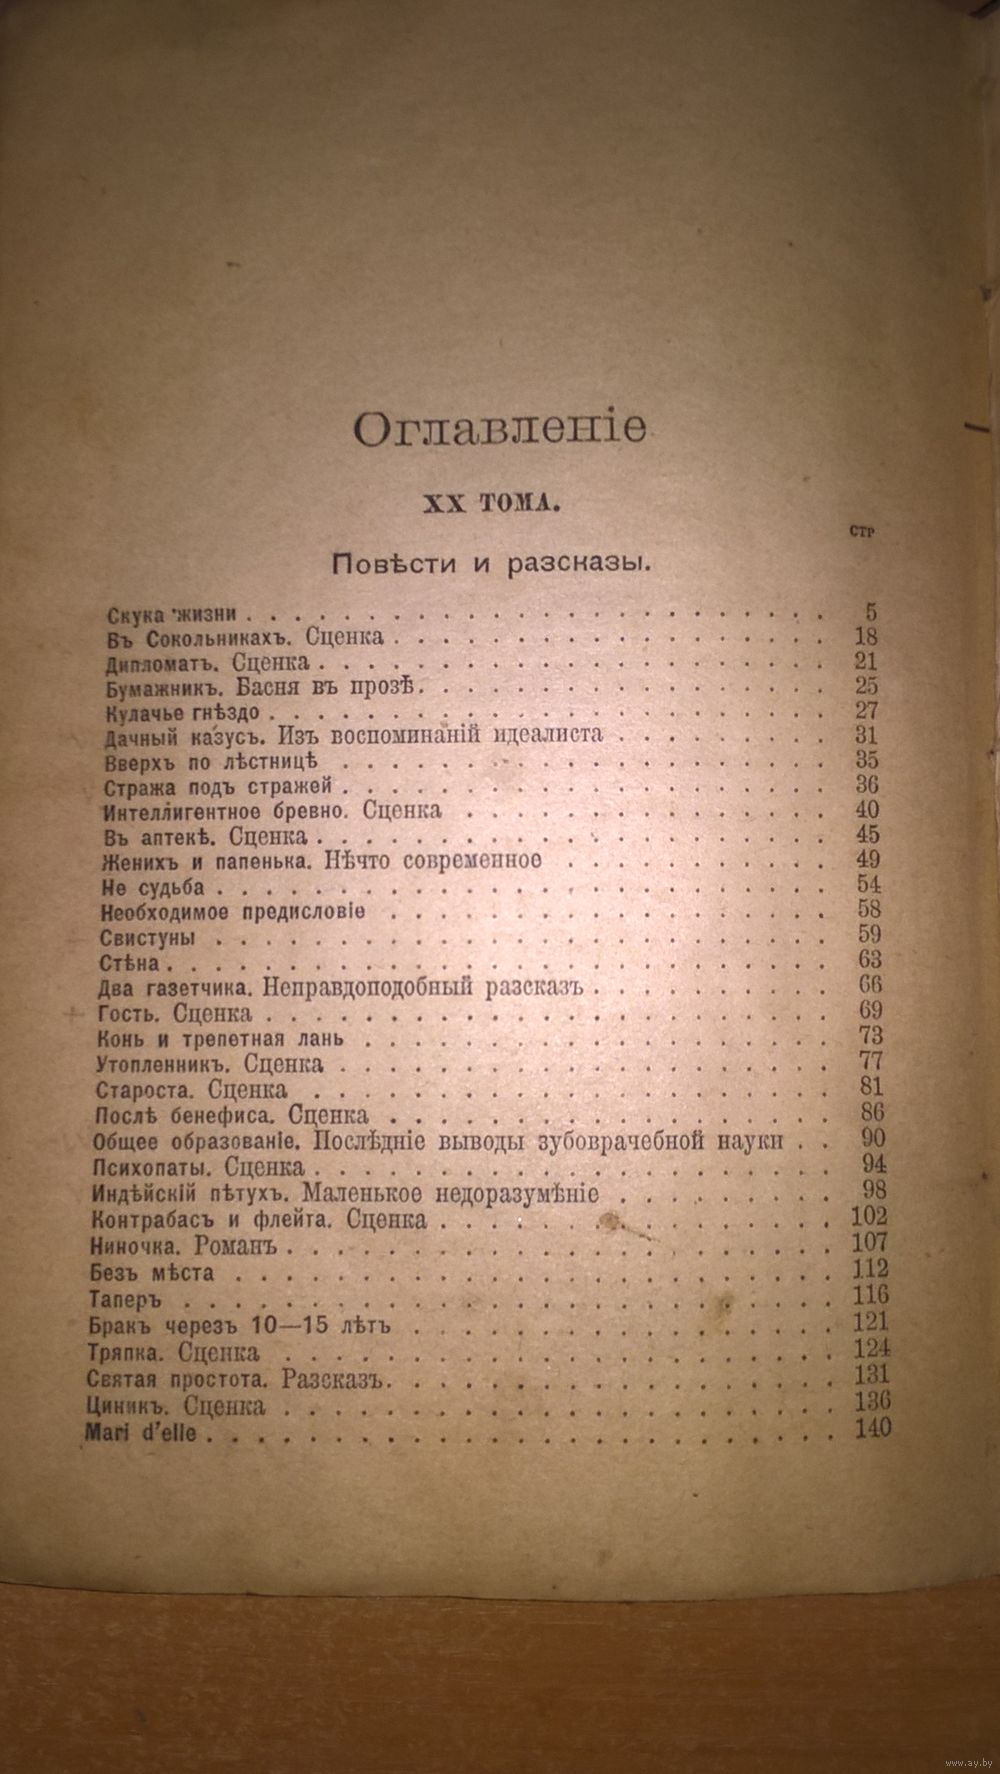 Оглавленіе
XX ТОМА.
СТР
Повѣсти и разсказы.
Скука жизни . . . . . . . . . . . . . . . . . . . . . . . 5
Въ Сокольникахъ. Сценка . . . . . . . . . . . . . . . . . 18
Дипломатъ. Сценка . . . . . . . . . . . . . . . . . . . . 21
Бумажникъ. Басня въ прозѣ . . . . . . . . . . . . . . . . 25
Кулачье гнѣздо . . . . . . . . . . . . . . . . . . . . . . 27
Дачный казусъ. Изъ воспоминаній идеалиста . . . . . . . . . 31
Вверхъ по лѣстницѣ . . . . . . . . . . . . . . . . . . . . 35
Стража подъ стражей . . . . . . . . . . . . . . . . . . . 36
Интеллигентное бревно. Сценка . . . . . . . . . . . . . . . 40
Въ аптекѣ. Сценка . . . . . . . . . . . . . . . . . . . . 45
Женихъ и папенька. Нѣчто современное . . . . . . . . . . . 49
Не судьба . . . . . . . . . . . . . . . . . . . . . . . . 54
Необходимое предисловіе . . . . . . . . . . . . . . . . . . 58
Свистуны . . . . . . . . . . . . . . . . . . . . . . . . . 59
Стѣна . . . . . . . . . . . . . . . . . . . . . . . . . . 63
Два газетчика. Неправдоподобный разсказъ . . . . . . . . . . 66
Гость. Сценка . . . . . . . . . . . . . . . . . . . . . . 69
Конь и трепетная лань . . . . . . . . . . . . . . . . . . . 73
Утопленникъ. Сценка . . . . . . . . . . . . . . . . . . . . 77
Староста. Сценка . . . . . . . . . . . . . . . . . . . . . 81
Послѣ бенефиса. Сценка . . . . . . . . . . . . . . . . . . 86
Общее образованіе. Послѣдніе выводы зубоврачебной науки . . 90
Психопаты. Сценка . . . . . . . . . . . . . . . . . . . . . 94
Индѣйскій пѣтухъ. Маленькое недоразумѣніе . . . . . . . . . 98
Контрабасъ и флейта. Сценка . . . . . . . . . . . . . . . . 102
Ниночка. Романъ . . . . . . . . . . . . . . . . . . . . . . 107
Безъ мѣста . . . . . . . . . . . . . . . . . . . . . . . . 112
Таперъ . . . . . . . . . . . . . . . . . . . . . . . . . . 116
Бракъ черезъ 10—15 лѣтъ . . . . . . . . . . . . . . . . . . 121
Тряпка. Сценка . . . . . . . . . . . . . . . . . . . . . . 124
Святая простота. Разсказъ . . . . . . . . . . . . . . . . . 131
Циникъ. Сценка . . . . . . . . . . . . . . . . . . . . . . 136
Mari d'elle . . . . . . . . . . . . . . . . . . . . . . . . 140
www.ay.by